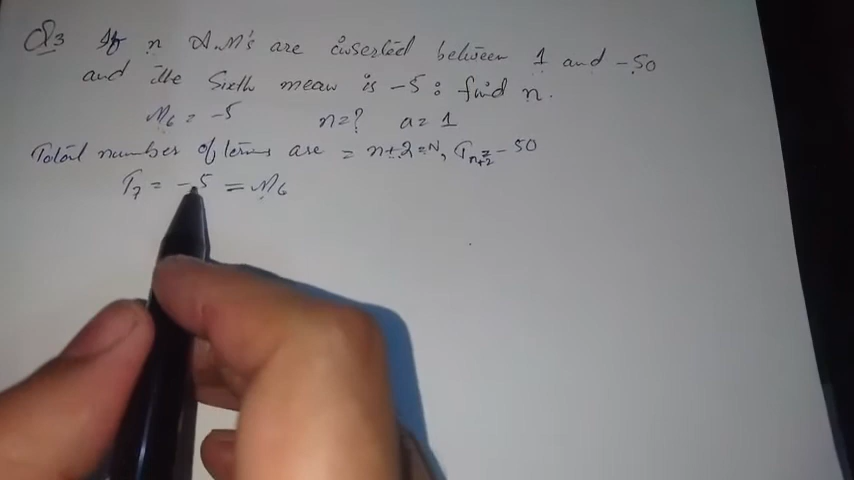 Q3 If n A.M's are inserted between 1 and -50
and the Sixth mean is -5: find n.
M6 = -5 n=? a= 1
Total number of terms are = n+2=N, Tn+2=-50
T7 = -5 = M6